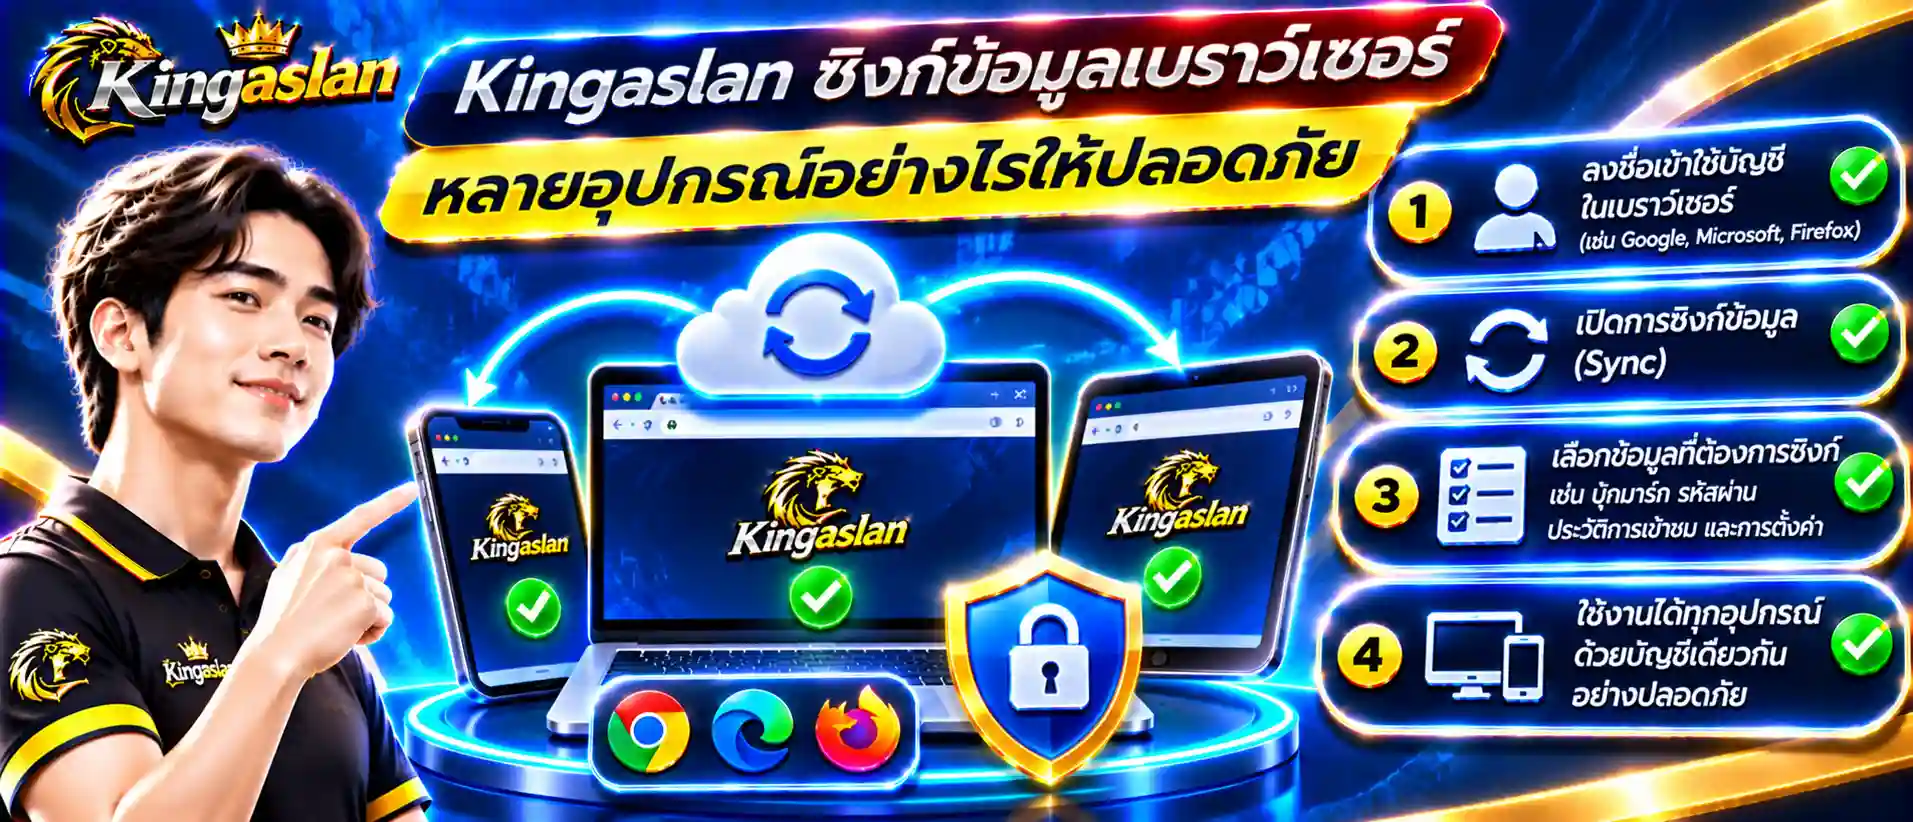 Kingaslan
Kingaslan ซิงก์ข้อมูลเบราว์เซอร์
หลายอุปกรณ์อย่างไรให้ปลอดภัย
1
ลงชื่อเข้าใช้บัญชี
ในเบราว์เซอร์
(เช่น Google, Microsoft, Firefox)
2
เปิดการซิงก์ข้อมูล
(Sync)
3
เลือกข้อมูลที่ต้องการซิงก์
เช่น บุ้กมาร์ก รหัสผ่าน
ประวัติการเข้าชม และการตั้งค่า
4
ใช้งานได้ทุกอุปกรณ์
ด้วยบัญชีเดียวกัน
อย่างปลอดภัย
Kingaslan
Kingaslan
Kingaslan
Kingasla